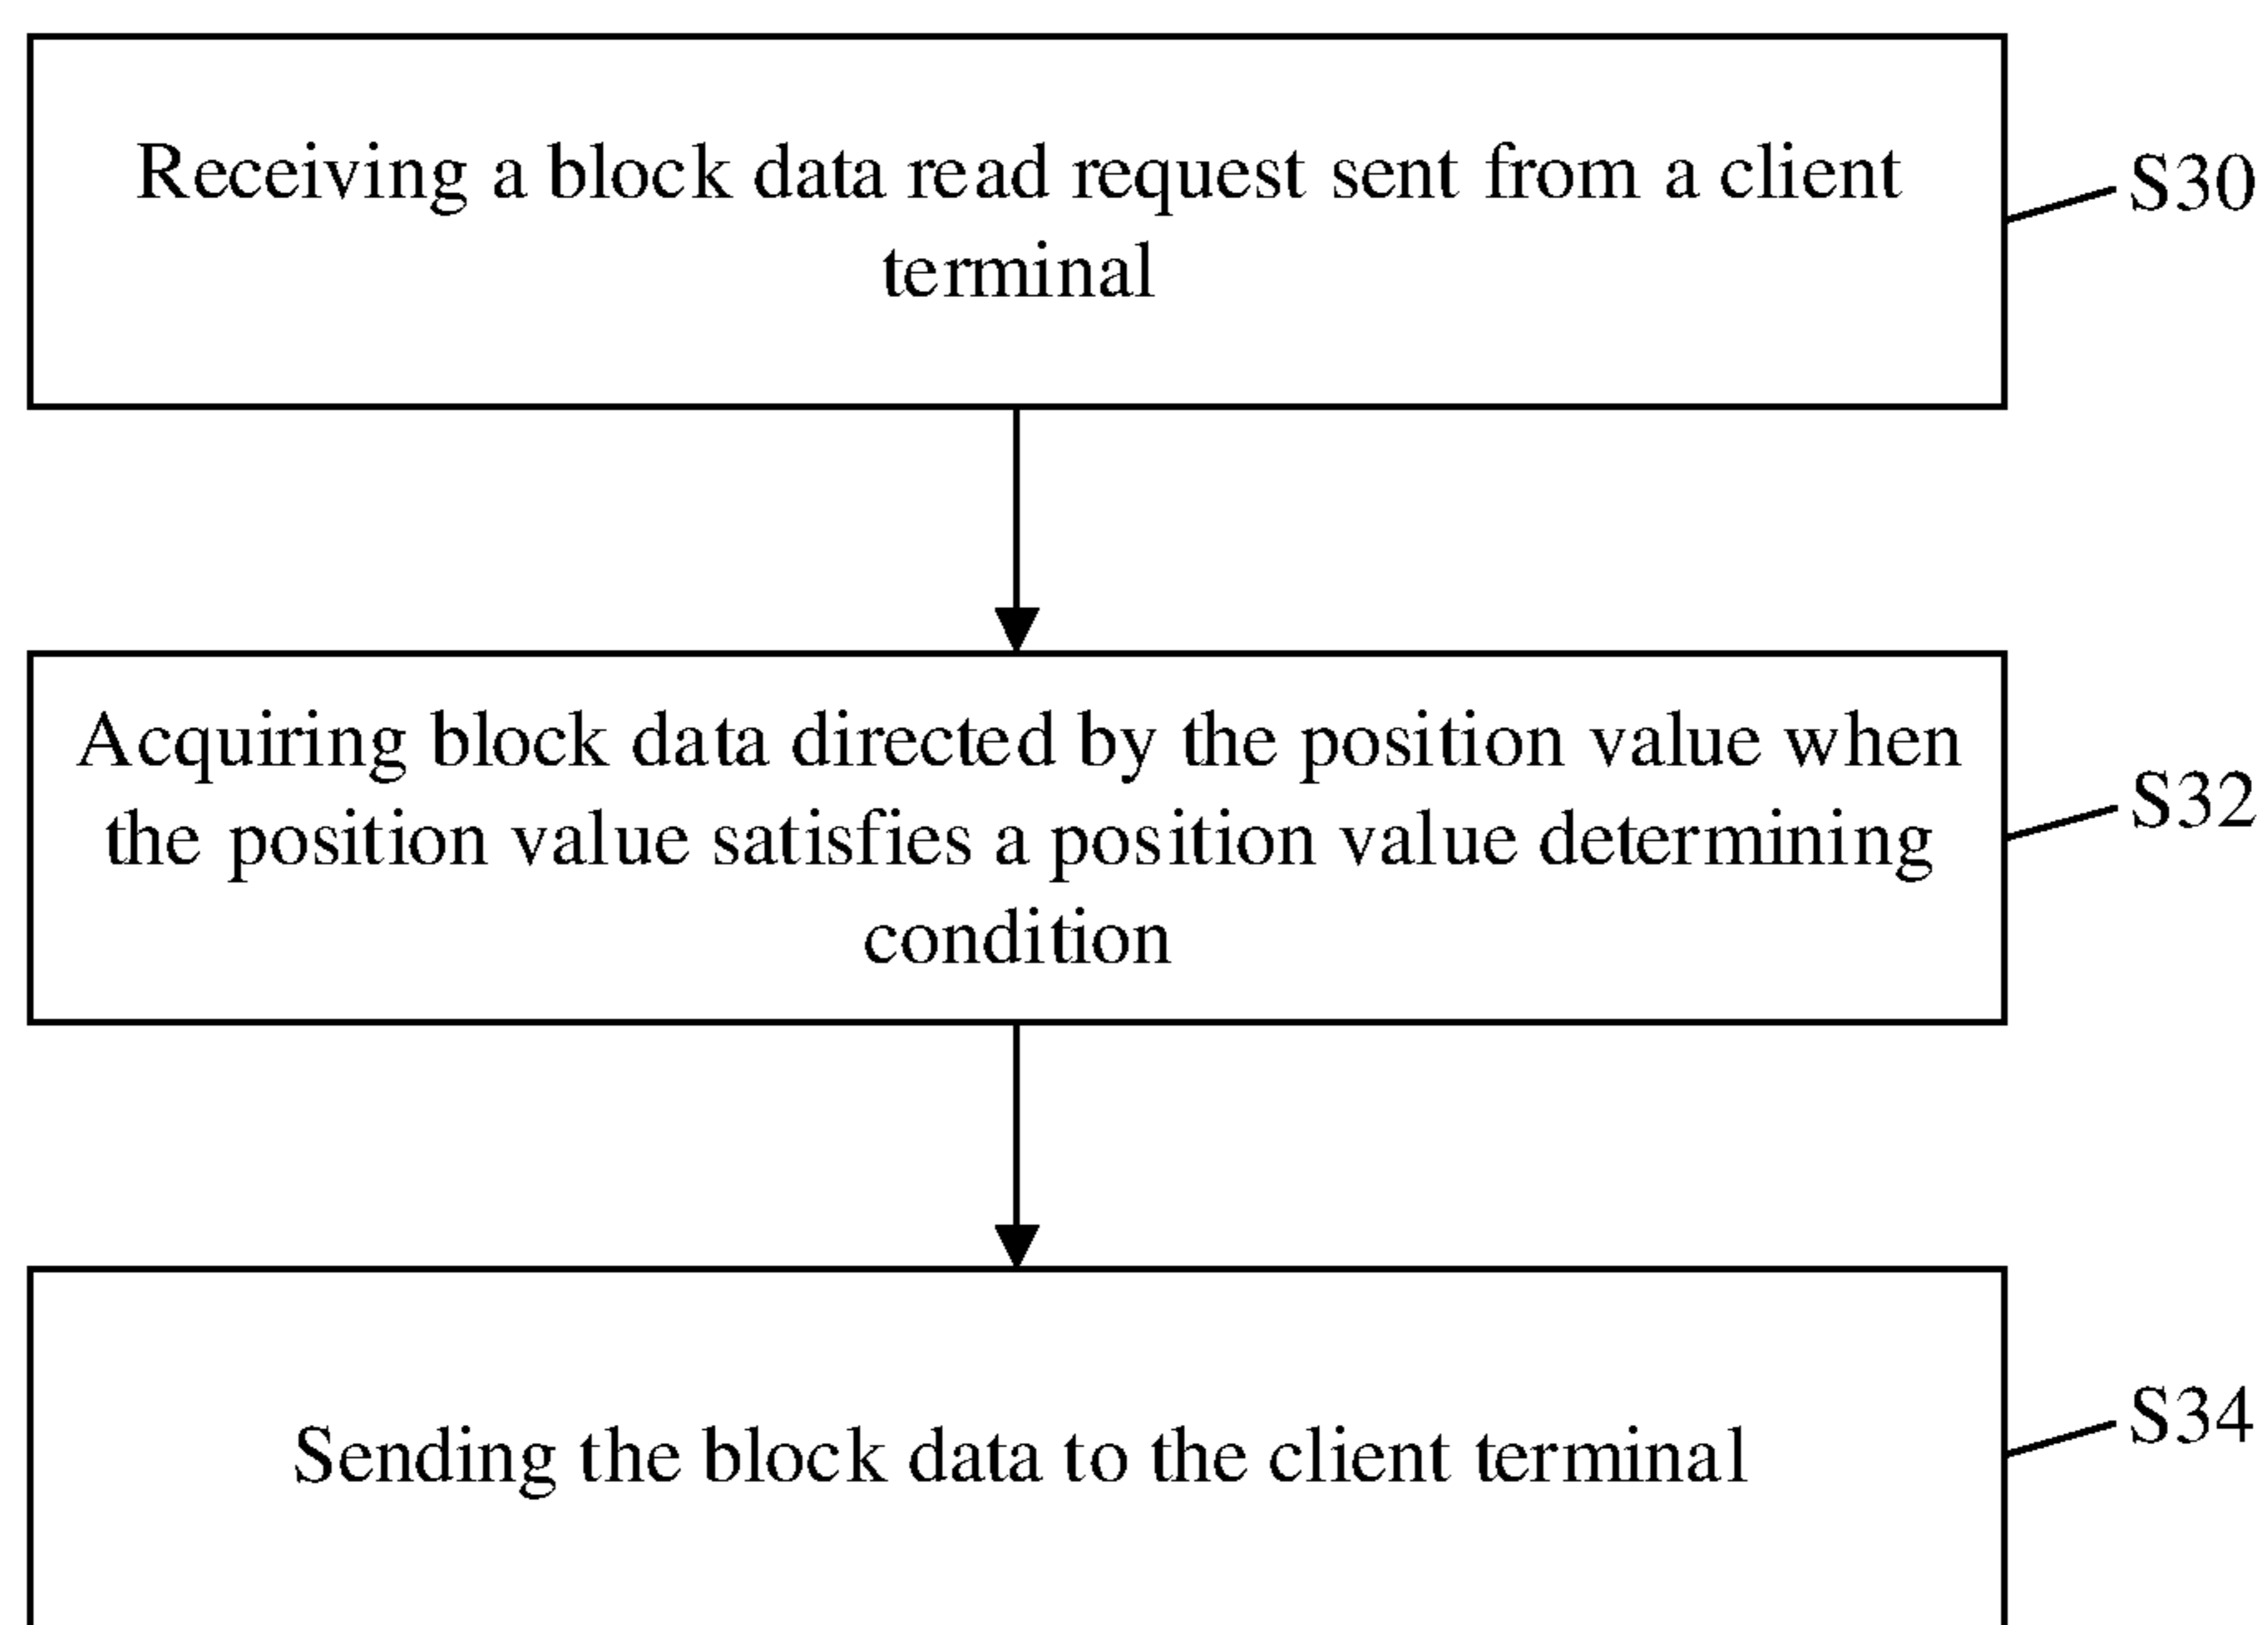 Receiving a block data read request sent from a client
terminal
S30
Acquiring block data directed by the position value when
the position value satisfies a position value determining
condition
S32
Sending the block data to the client terminal
S34